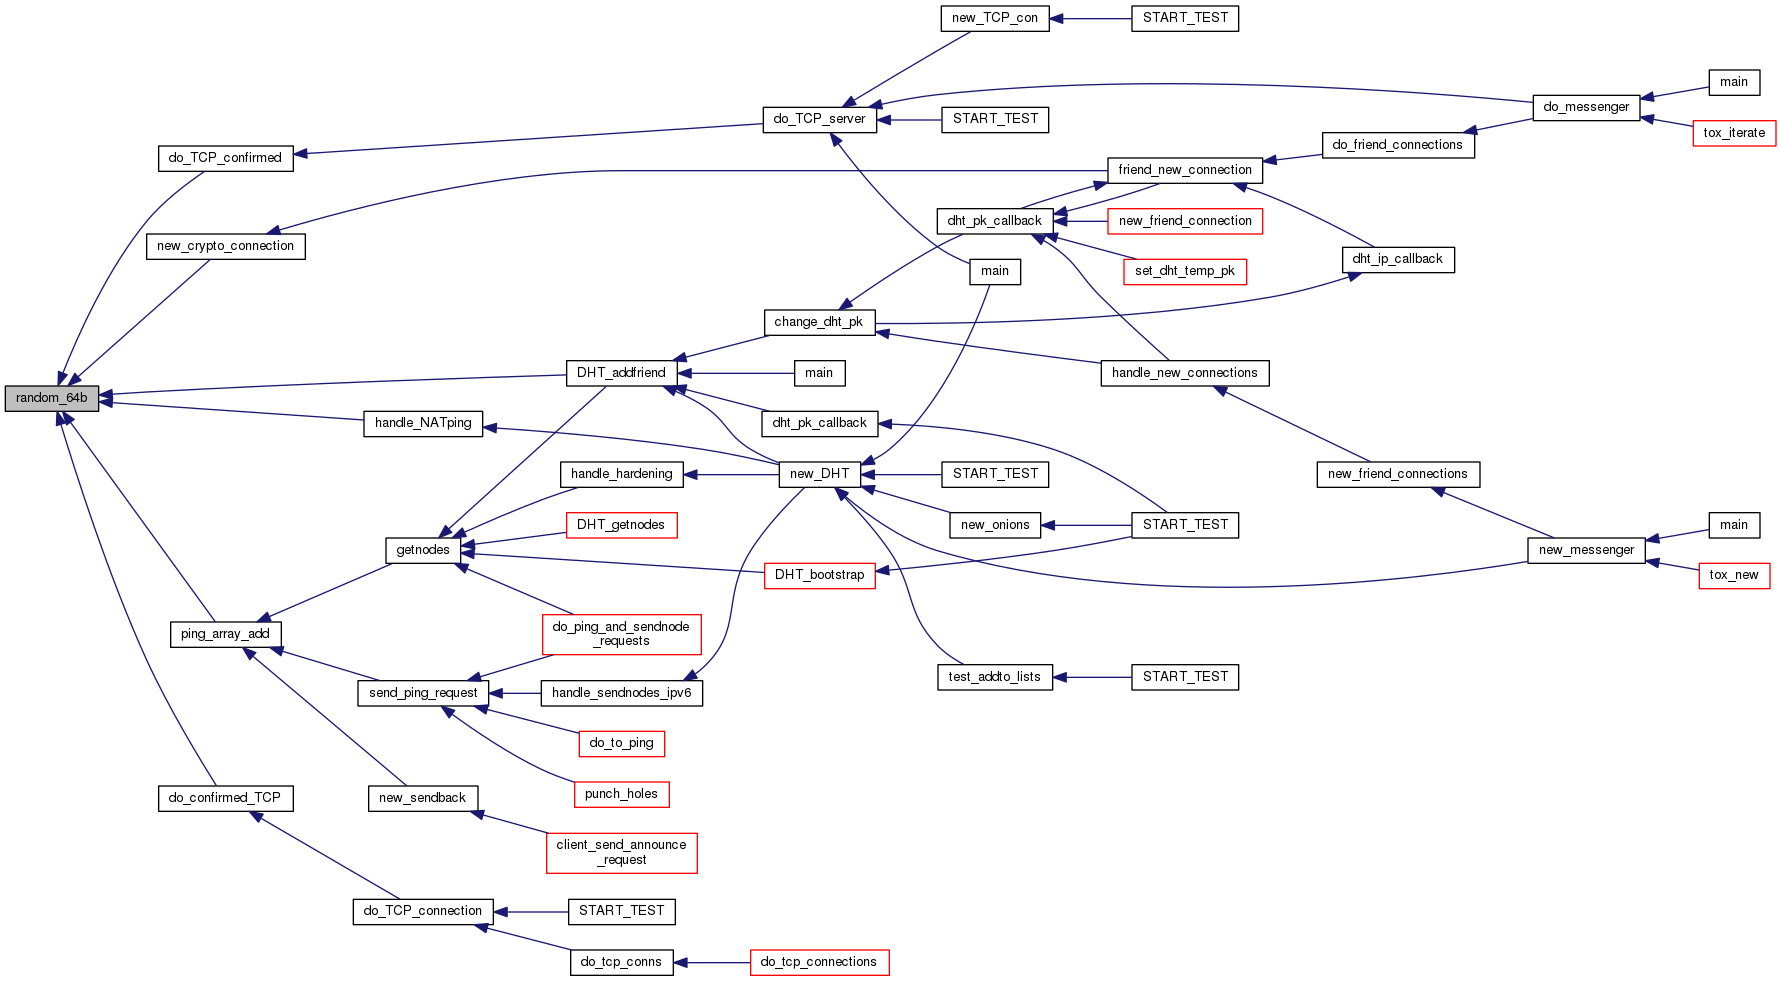 new_TCP_con
START_TEST
main
do_messenger
do_TCP_server
START_TEST
tox_iterate
do_friend_connections
do_TCP_confirmed
friend_new_connection
dht_pk_callback
new_friend_connection
new_crypto_connection
dht_ip_callback
main
set_dht_temp_pk
change_dht_pk
DHT_addfriend
main
handle_new_connections
random_64b
handle_NATping
dht_pk_callback
handle_hardening
new_DHT
START_TEST
new_friend_connections
DHT_getnodes
new_onions
START_TEST
main
getnodes
new_messenger
DHT_bootstrap
tox_new
ping_array_add
do_ping_and_sendnode
_requests
test_addto_lists
START_TEST
send_ping_request
handle_sendnodes_ipv6
do_to_ping
punch_holes
do_confirmed_TCP
new_sendback
client_send_announce
_request
do_TCP_connection
START_TEST
do_tcp_conns
do_tcp_connections